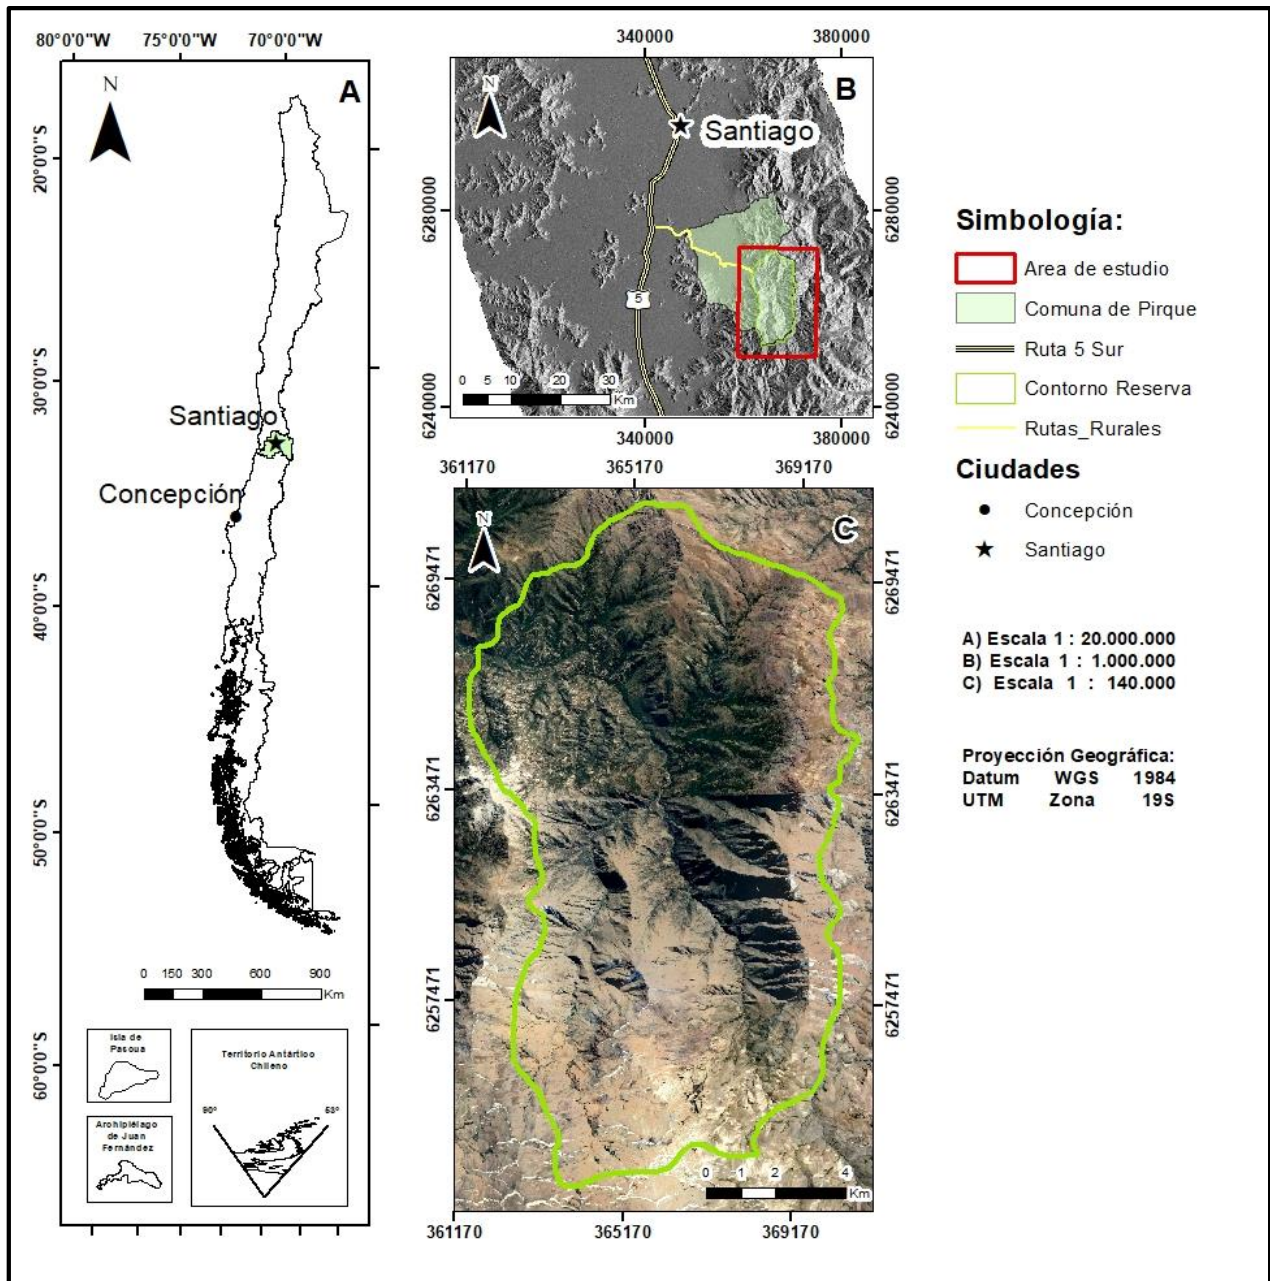 80°0'0"W 75°0'0"W 70°0'0"W
N
A
20°0'0"S
30°0'0"S
40°0'0"S
50°0'0"S
60°0'0"S
Santiago
Concepción
0 150 300 600 900
Km
Isla de
Pascua
Archipiélago
de Juan
Fernández
Territorio Antártico
Chileno
90° 53°
340000 380000
N
B
Santiago
6280000 6280000
5
0 5 10 20 30
Km
6240000 6240000
340000 380000
361170 365170 369170
N
C
6269471 6269471
6263471 6263471
6257471 6257471
0 1 2 4
Km
361170 365170 369170
Simbología:
Area de estudio
Comuna de Pirque
Ruta 5 Sur
Contorno Reserva
Rutas_Rurales
Ciudades
Concepción
Santiago
A) Escala 1 : 20.000.000
B) Escala 1 : 1.000.000
C) Escala 1 : 140.000
Proyección Geográfica:
Datum WGS 1984
UTM Zona 19S